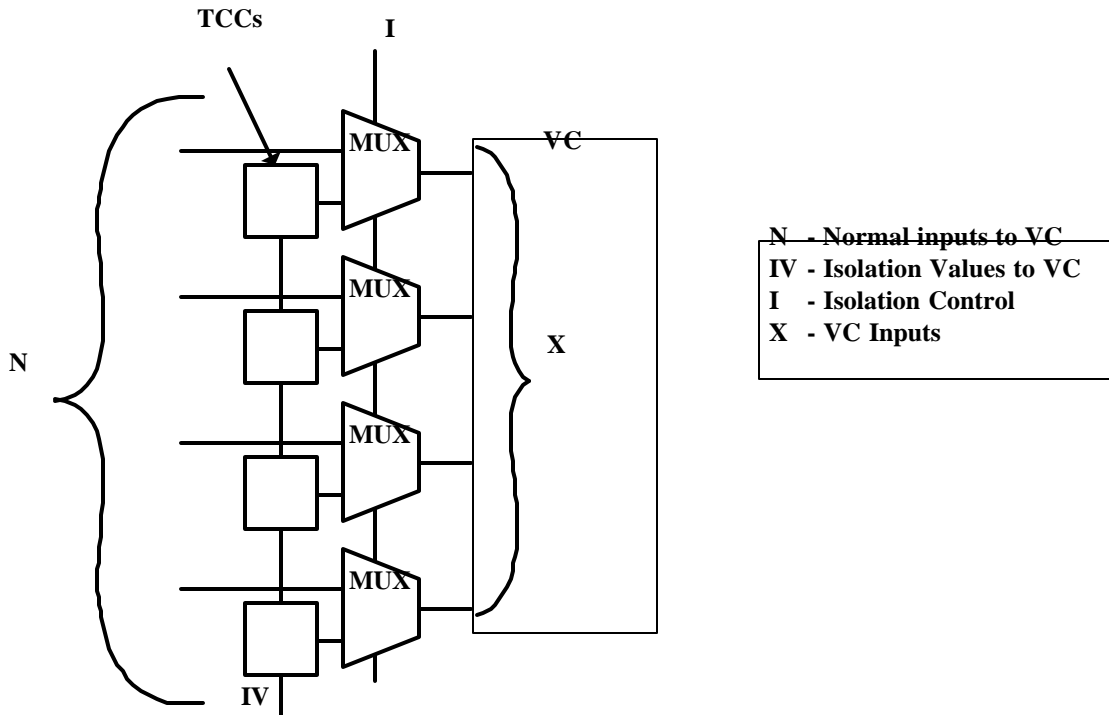 TCCs
I
MUX
VC
MUX
N
X
MUX
MUX
IV
N - Normal inputs to VC
IV - Isolation Values to VC
I - Isolation Control
X - VC Inputs